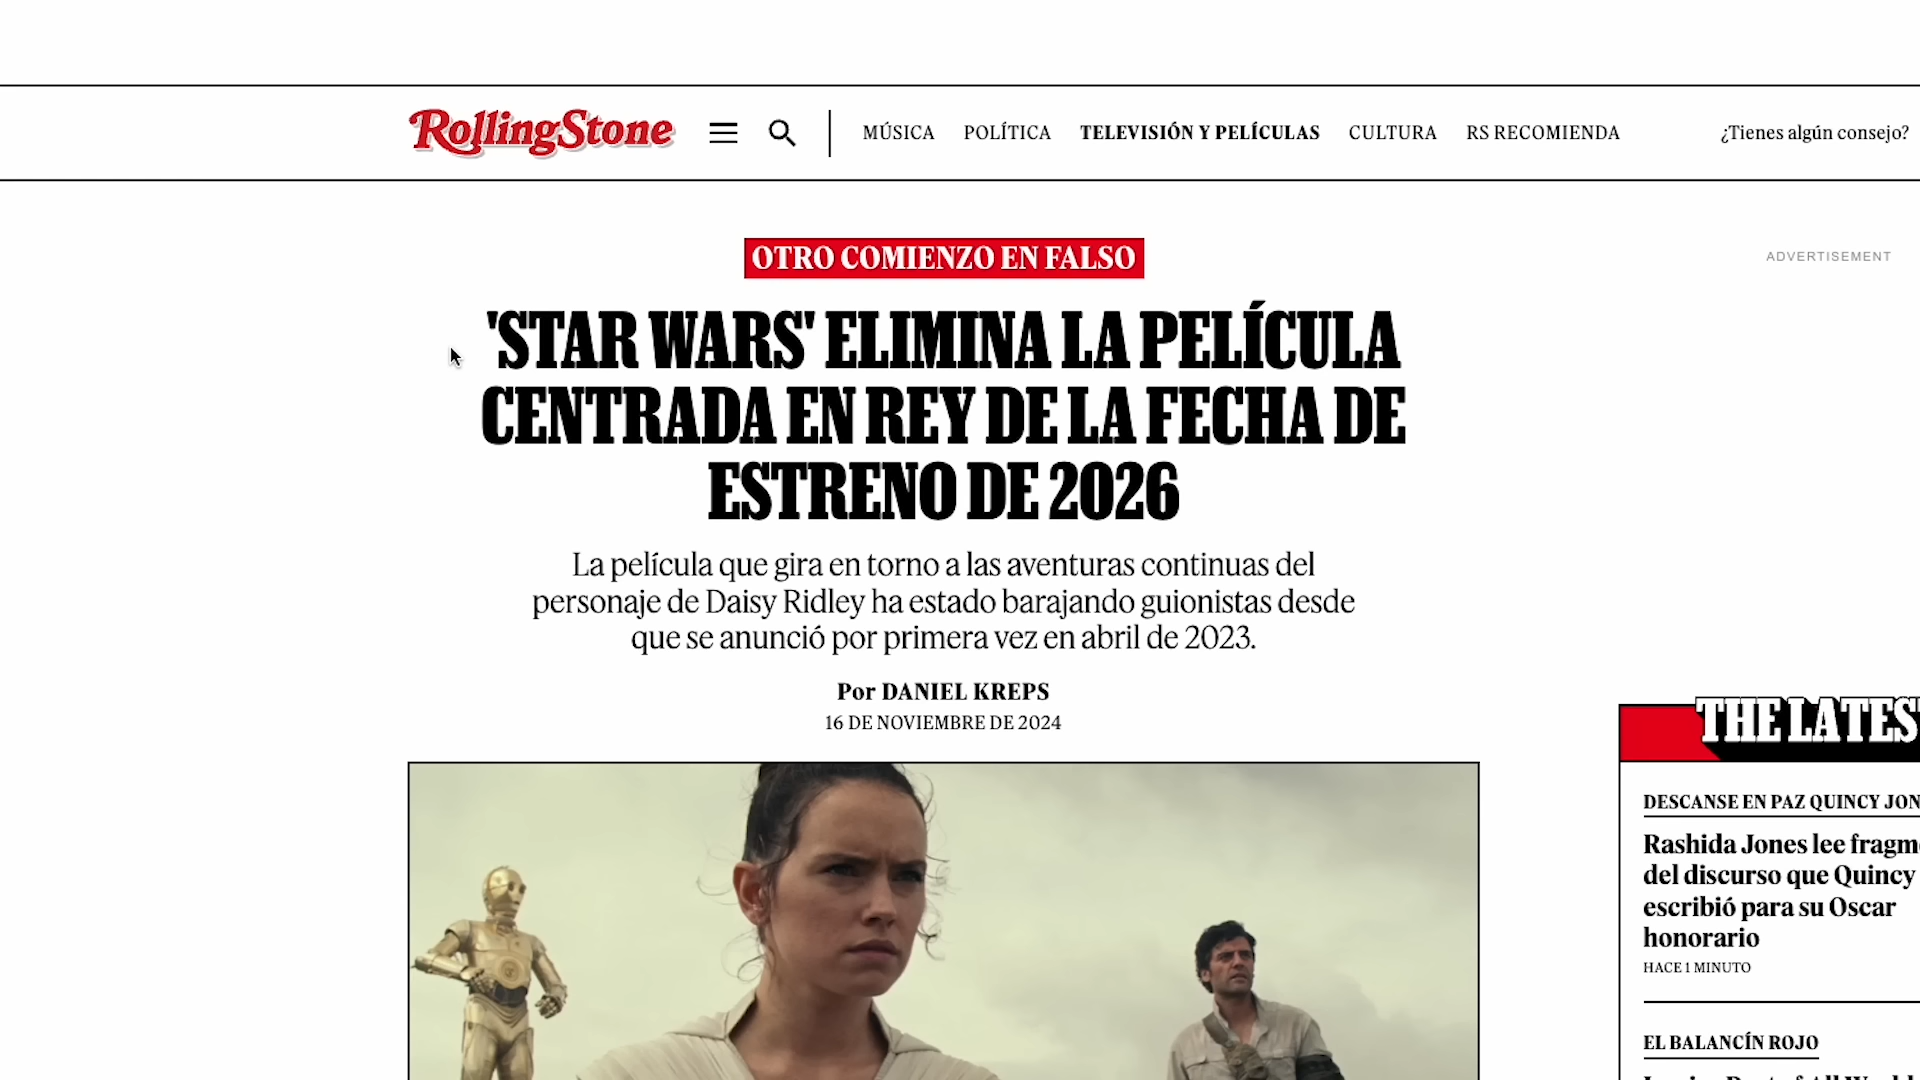 RollingStone
MÚSICA POLÍTICA TELEVISIÓN Y PELÍCULAS CULTURA RS RECOMIENDA ¿Tienes algún consejo?
OTRO COMIENZO EN FALSO
ADVERTISEMENT
'STAR WARS' ELIMINA LA PELÍCULA
CENTRADA EN REY DE LA FECHA DE
ESTRENO DE 2026
La película que gira en torno a las aventuras continuas del
personaje de Daisy Ridley ha estado barajando guionistas desde
que se anunció por primera vez en abril de 2023.
Por DANIEL KREPS
16 DE NOVIEMBRE DE 2024
THE LATES
DESCANSE EN PAZ QUINCY JON
Rashida Jones lee fragm
del discurso que Quincy
escribió para su Oscar
honorario
HACE 1 MINUTO
EL BALANCÍN ROJO